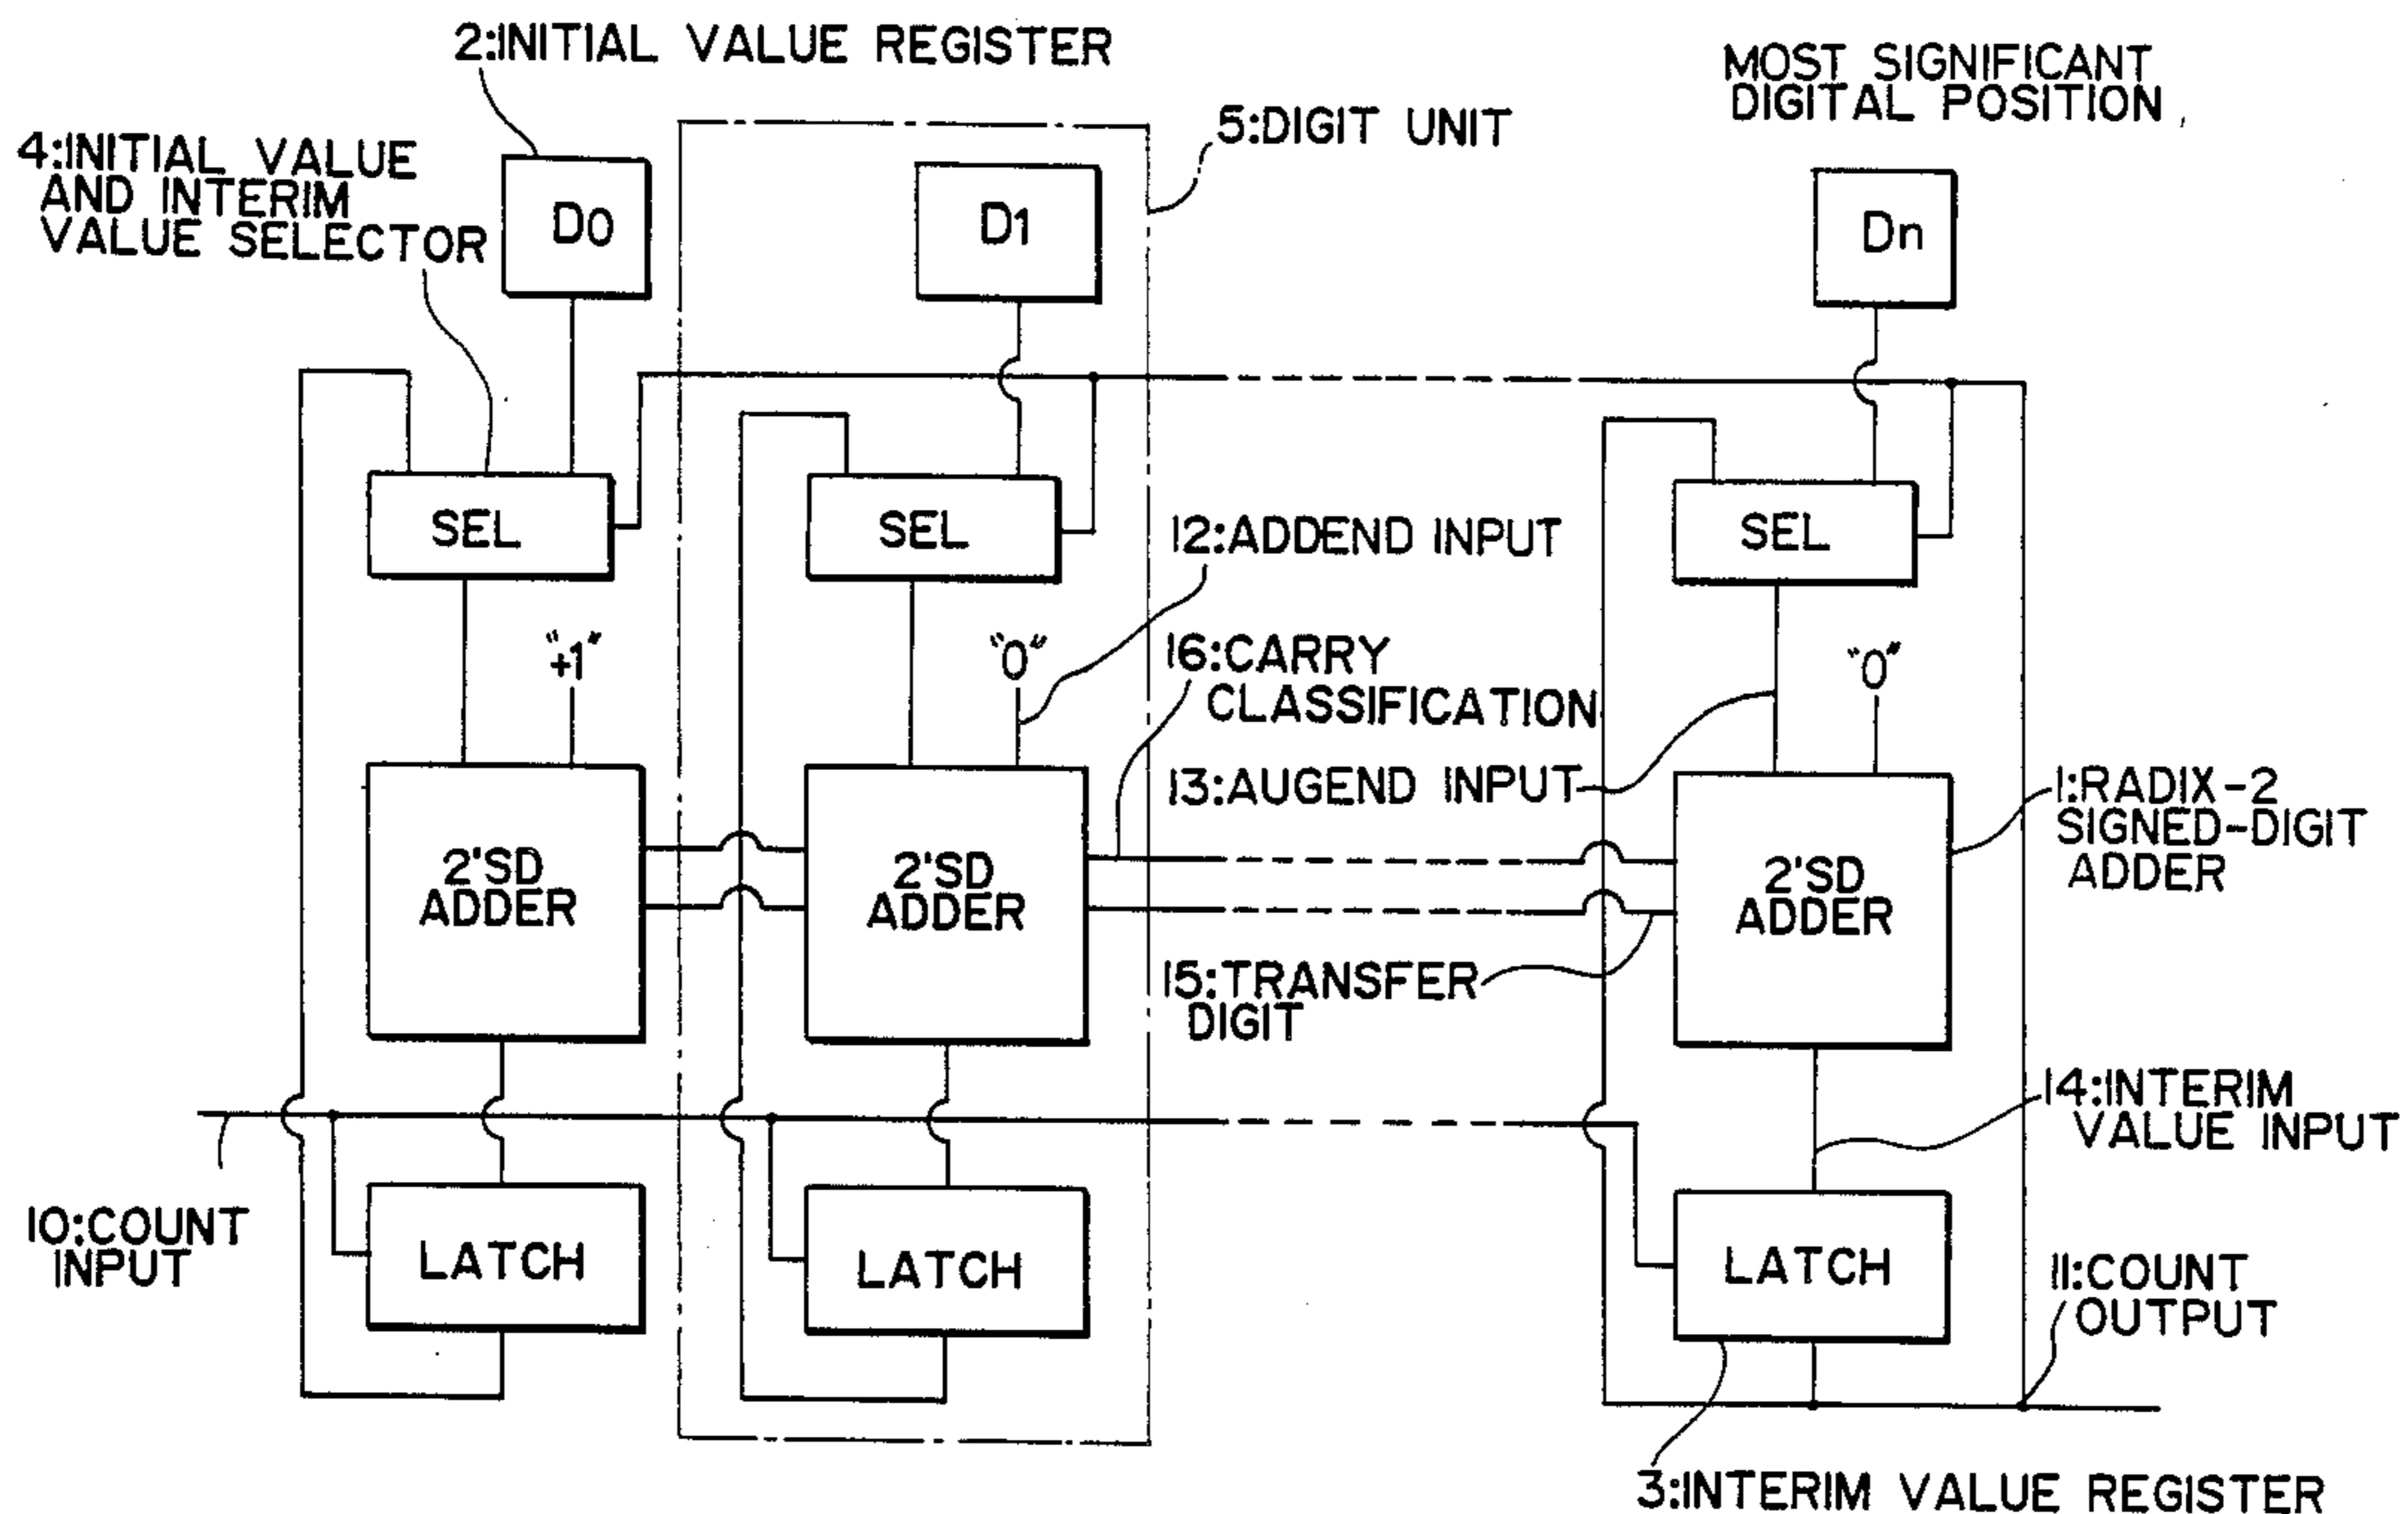 2:INITIAL VALUE REGISTER
MOST SIGNIFICANT
DIGITAL POSITION
5:DIGIT UNIT
4:INITIAL VALUE
AND INTERIM
VALUE SELECTOR
D0
D1
Dn
SEL
SEL
SEL
12:ADDEND INPUT
"+1"
"0"
"0"
16:CARRY
CLASSIFICATION
13:AUGEND INPUT
1:RADIX-2
SIGNED-DIGIT
ADDER
2'SD
ADDER
2'SD
ADDER
2'SD
ADDER
15:TRANSFER
DIGIT
14:INTERIM
VALUE INPUT
10:COUNT
INPUT
LATCH
LATCH
LATCH
11:COUNT
OUTPUT
3:INTERIM VALUE REGISTER